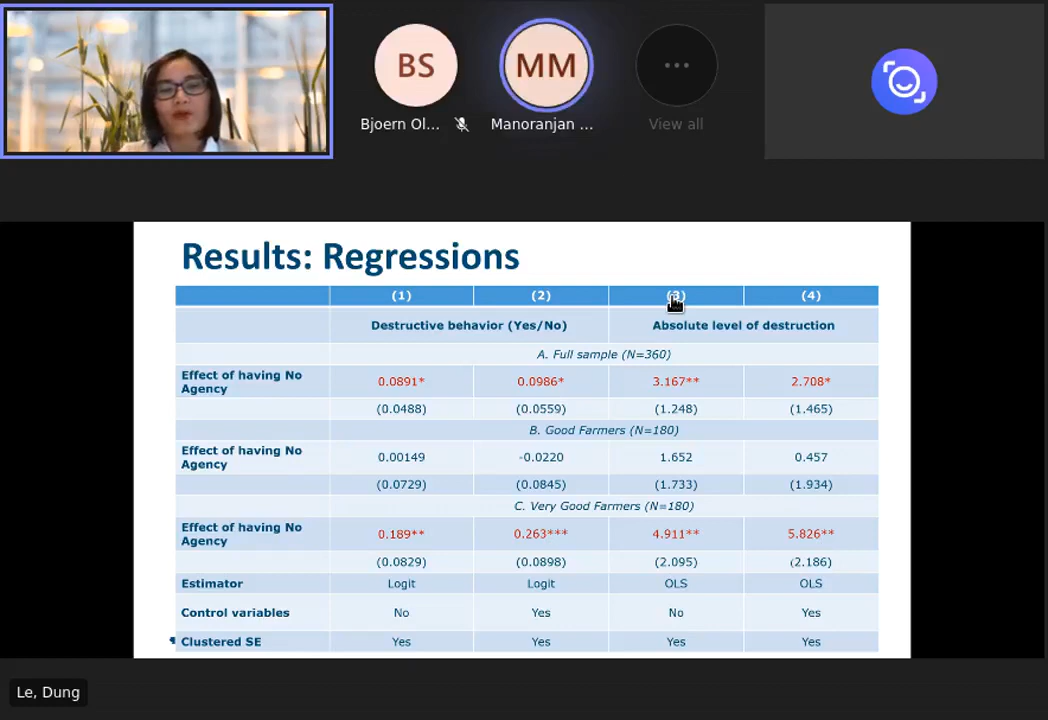 BS
MM
Bjoern Ol...
Manoranjan ...
View all
Results: Regressions
(1) (2) (3) (4)
Destructive behavior (Yes/No) Absolute level of destruction
A. Full sample (N=360)
Effect of having No
Agency
0.0891* 0.0986* 3.167** 2.708*
(0.0488) (0.0559) (1.248) (1.465)
B. Good Farmers (N=180)
Effect of having No
Agency
0.00149 -0.0220 1.652 0.457
(0.0729) (0.0845) (1.733) (1.934)
C. Very Good Farmers (N=180)
Effect of having No
Agency
0.189** 0.263*** 4.911** 5.826**
(0.0829) (0.0898) (2.095) (2.186)
Estimator Logit Logit OLS OLS
Control variables No Yes No Yes
Clustered SE Yes Yes Yes Yes
Le, Dung